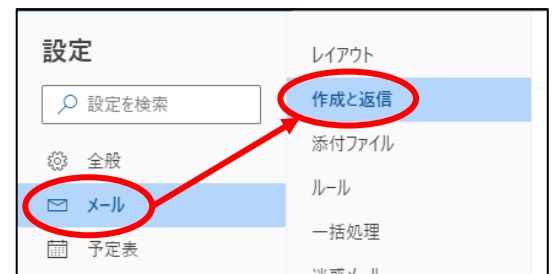 設定
設定を検索
全般
メール
予定表
レイアウト
作成と返信
添付ファイル
ルール
一括処理